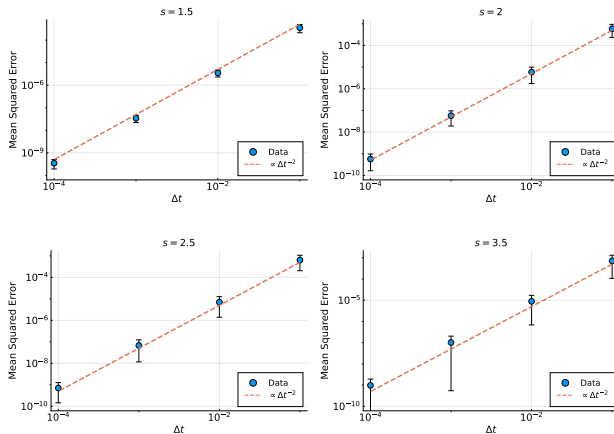 s = 1.5
Mean Squared Error
10⁻⁶
10⁻⁹
10⁻⁴
10⁻²
Δt
Data
∝ Δt⁻²
s = 2
Mean Squared Error
10⁻⁴
10⁻⁶
10⁻⁸
10⁻¹⁰
10⁻⁴
10⁻²
Δt
Data
∝ Δt⁻²
s = 2.5
Mean Squared Error
10⁻⁴
10⁻⁶
10⁻⁸
10⁻¹⁰
10⁻⁴
10⁻²
Δt
Data
∝ Δt⁻²
s = 3.5
Mean Squared Error
10⁻⁵
10⁻¹⁰
10⁻⁴
10⁻²
Δt
Data
∝ Δt⁻²